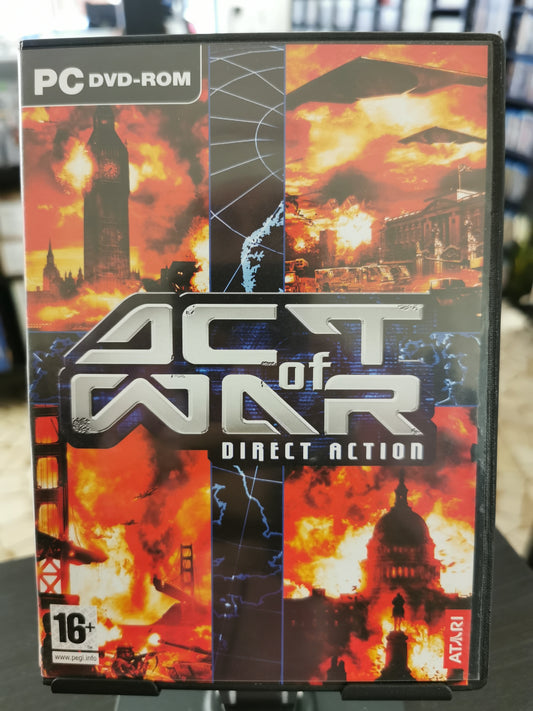 PC DVD-ROM
ACT
of
WAR
DIRECT ACTION
16+
www.pegi.info
ATARI